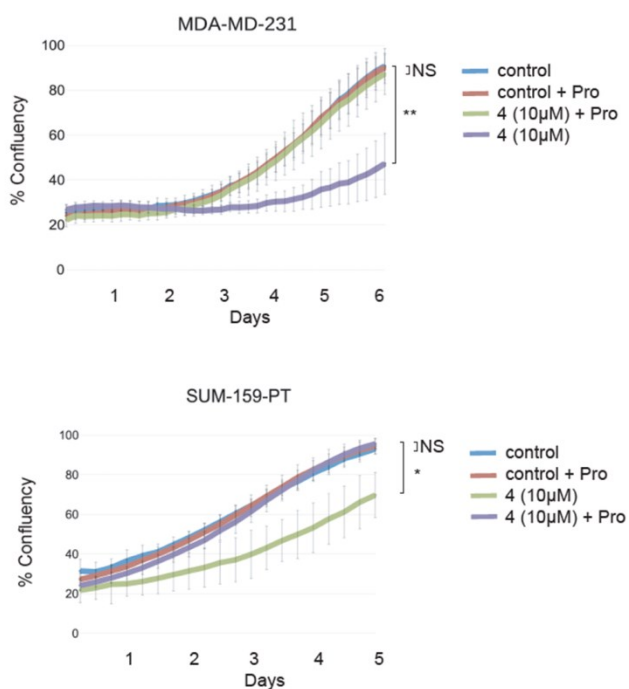 MDA-MD-231
100
80
60
40
20
0
% Confluency
1 2 3 4 5 6
Days
NS
**
control
control + Pro
4 (10µM) + Pro
4 (10µM)
SUM-159-PT
100
80
60
40
20
0
% Confluency
1 2 3 4 5
Days
NS
*
control
control + Pro
4 (10µM)
4 (10µM) + Pro